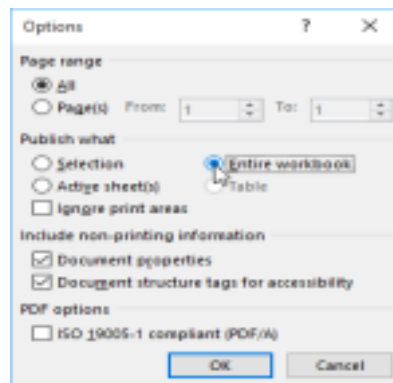 Options ?
Page range
All
Page(s) From: 1 To: 1
Publish what
Selection Entire workbook
Active sheet(s) Table
Ignore print areas
Include non-printing information
Document properties
Document structure tags for accessibility
PDF options
ISO 19005-1 compliant (PDF/A)
OK Cancel